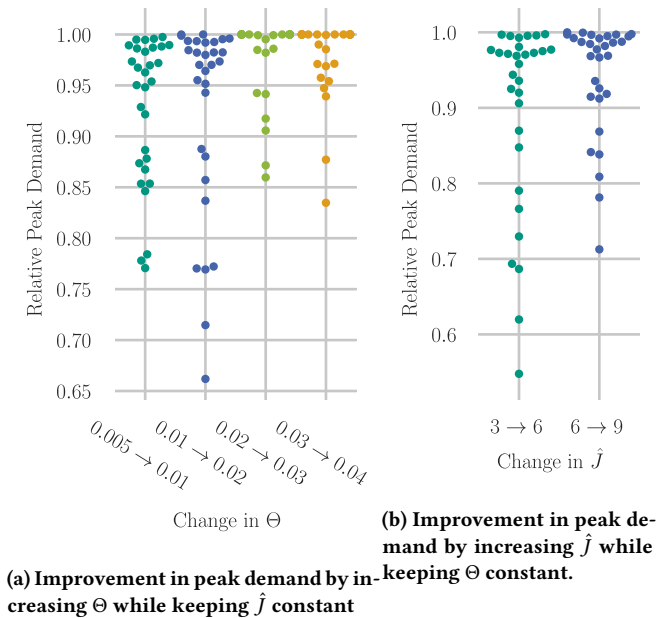 Relative Peak Demand
1.00
0.95
0.90
0.85
0.80
0.75
0.70
0.65
0.005 → 0.01
0.01 → 0.02
0.02 → 0.03
0.03 → 0.04
Change in Θ
(a) Improvement in peak demand by in-
creasing Θ while keeping Ĵ constant
Relative Peak Demand
1.0
0.9
0.8
0.7
0.6
3 → 6
6 → 9
Change in Ĵ
(b) Improvement in peak de-
mand by increasing Ĵ while
keeping Θ constant.